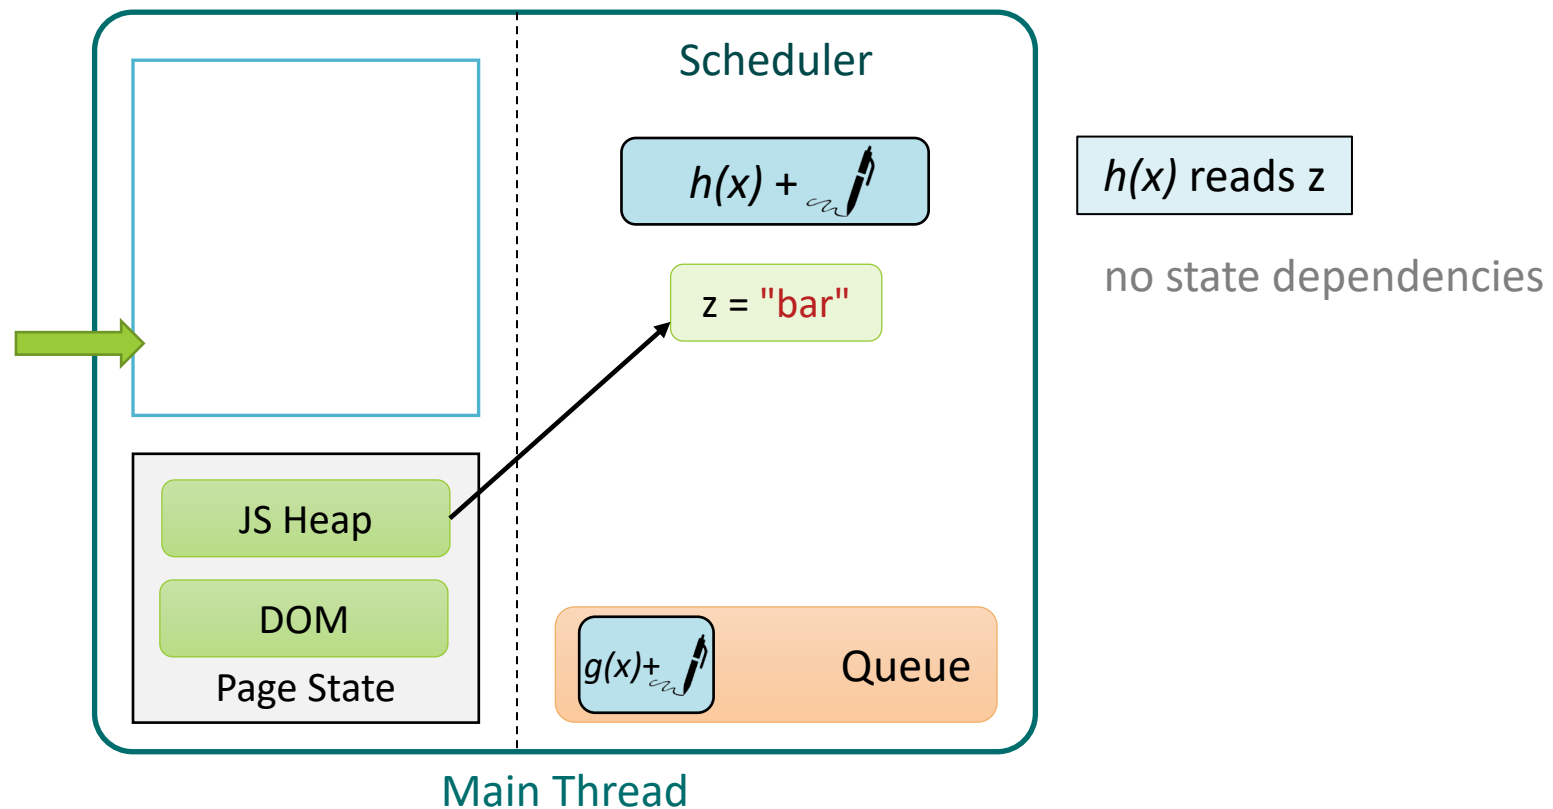 Scheduler
h(x) +
h(x) reads z
no state dependencies
z = "bar"
JS Heap
DOM
Page State
g(x)+
Queue
Main Thread